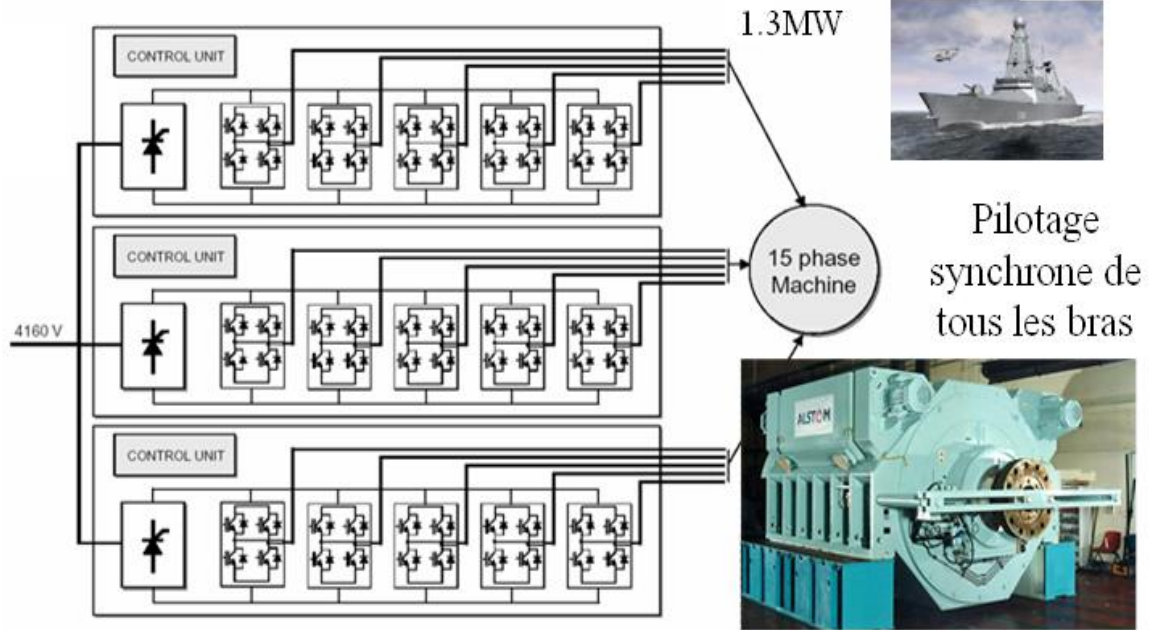 1.3MW
CONTROL UNIT
CONTROL UNIT
4160 V
CONTROL UNIT
15 phase
Machine
Pilotage
synchrone de
tous les bras
ALSTOM